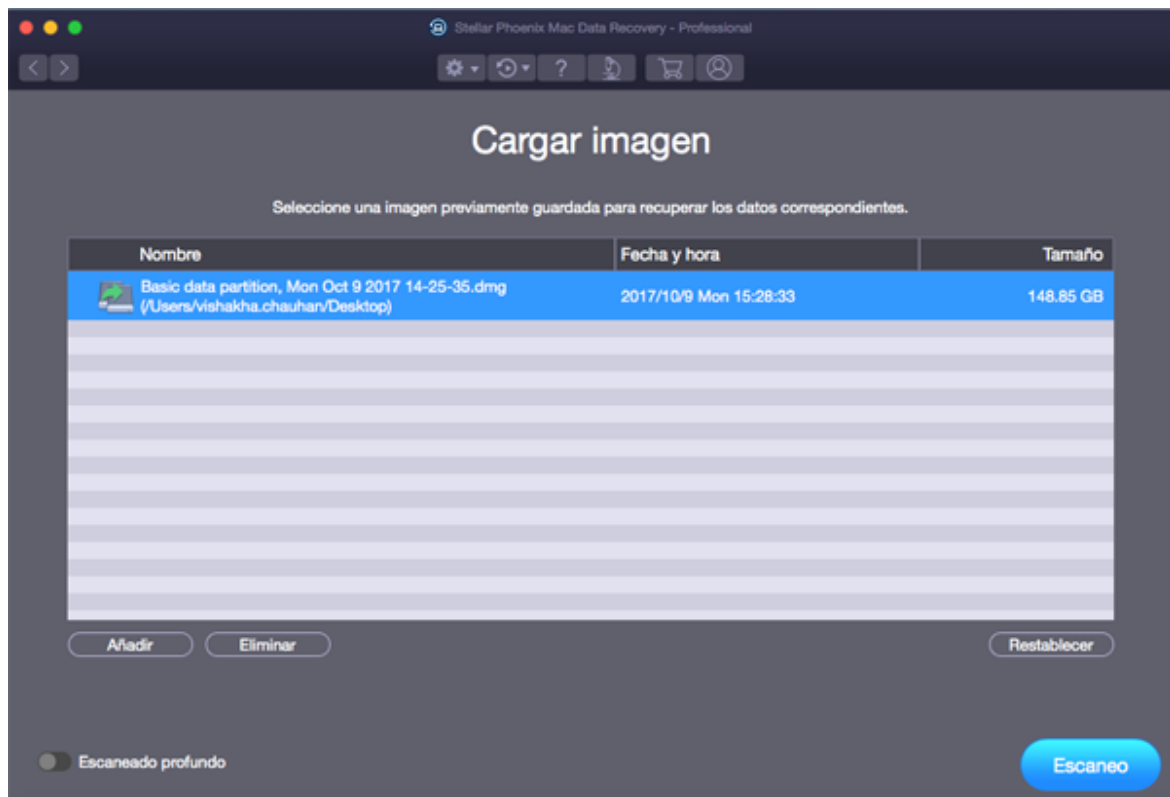 Stellar Phoenix Mac Data Recovery - Professional
?
Cargar imagen
Seleccione una imagen previamente guardada para recuperar los datos correspondientes.
Nombre Fecha y hora Tamaño
Basic data partition, Mon Oct 9 2017 14-25-35.dmg
(/Users/vishakha.chauhan/Desktop) 2017/10/9 Mon 15:28:33 148.85 GB
Añadir Eliminar Restablecer
Escaneado profundo Escaneo